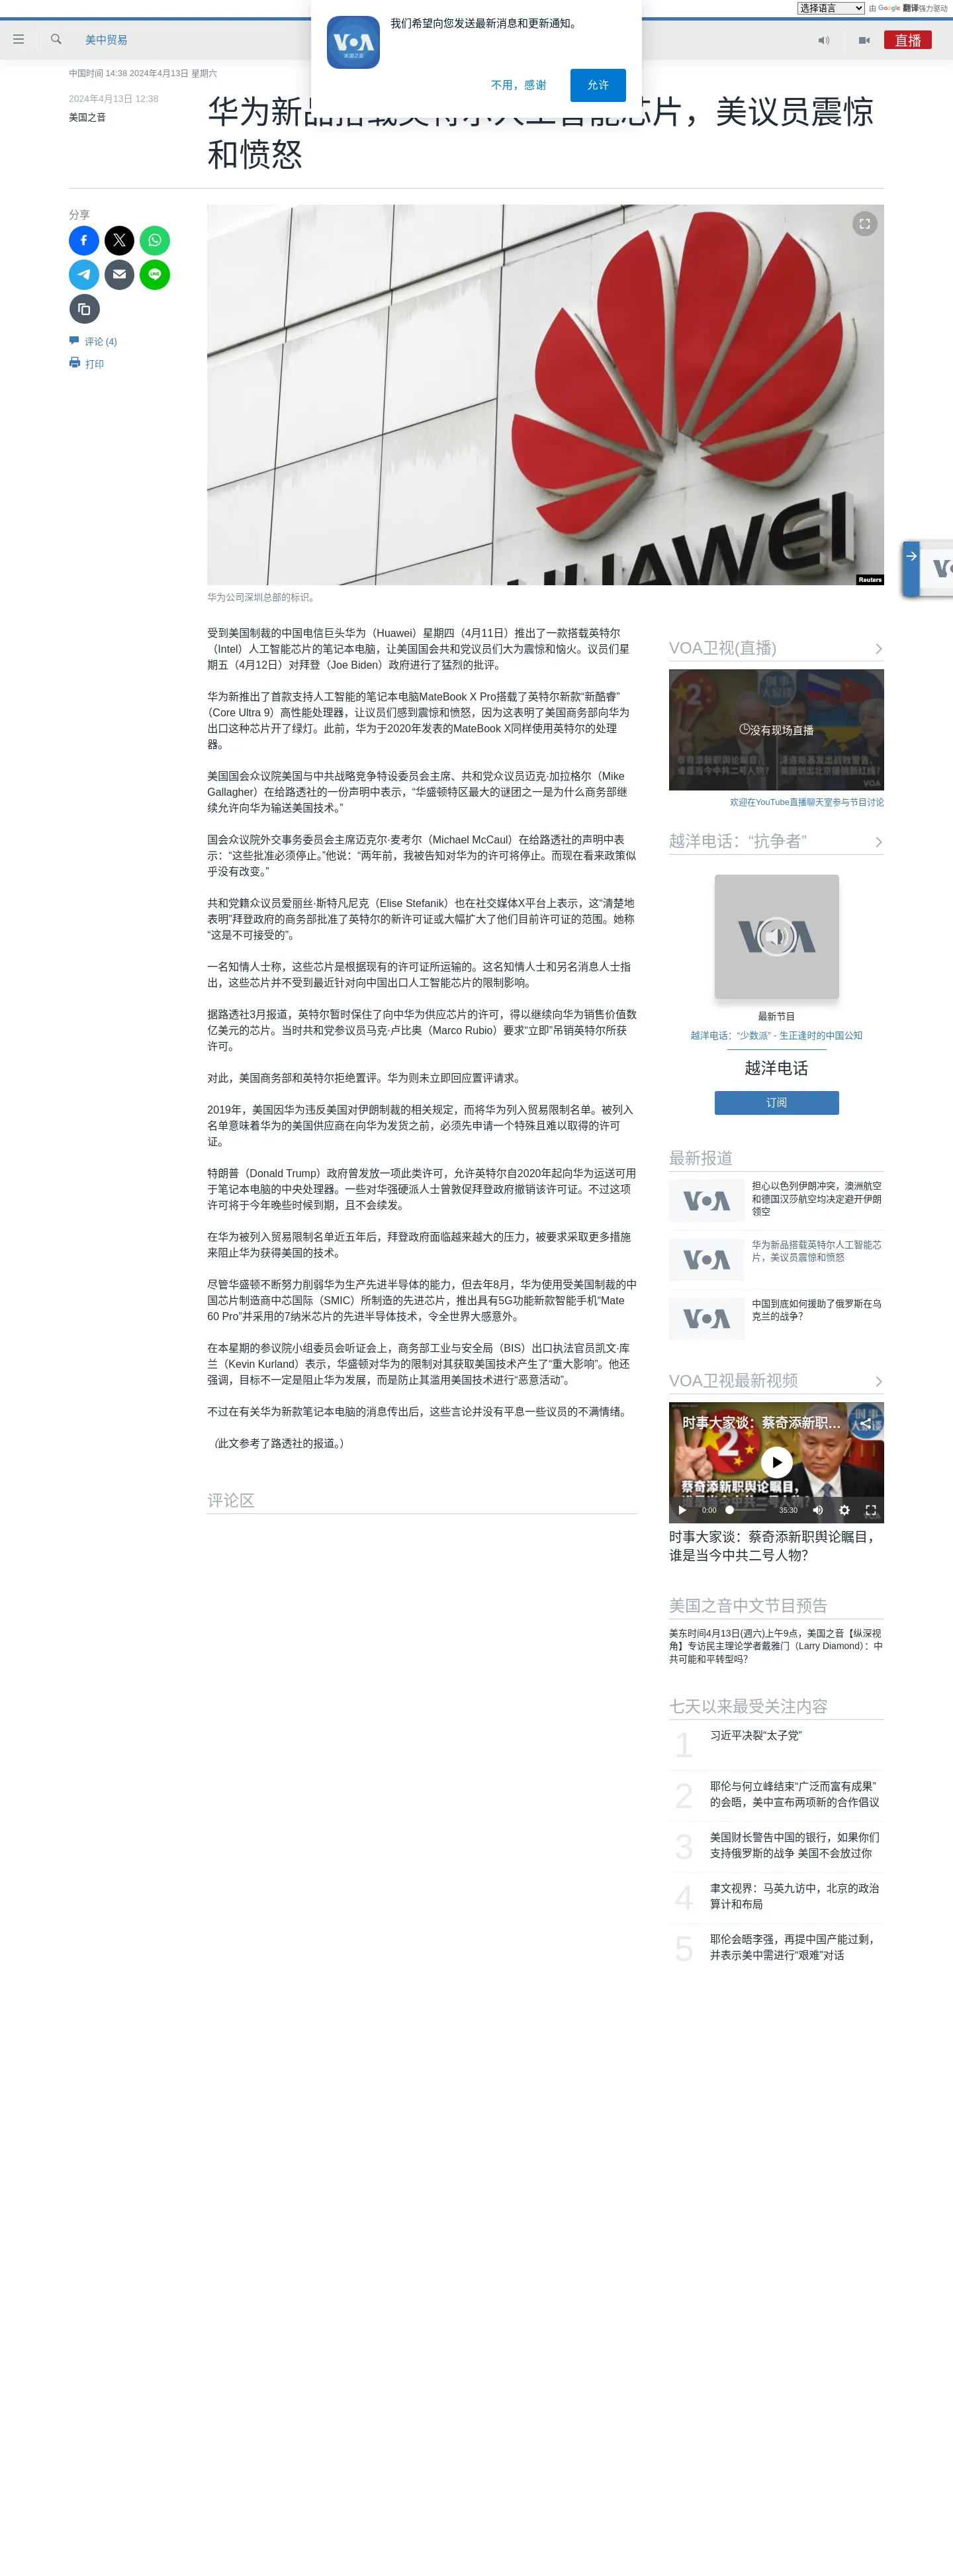 选择语言
由 Google 翻译强力驱动
我们希望向您发送最新消息和更新通知。
VOA
美国之音
不用，感谢
允许
美中贸易
直播
中国时间 14:38 2024年4月13日 星期六
2024年4月13日 12:38
美国之音
华为新品搭载英特尔人工智能芯片，美议员震惊
和愤怒
分享
评论 (4)
打印
HUAWEI
Reuters
华为公司深圳总部的标识。
受到美国制裁的中国电信巨头华为（Huawei）星期四（4月11日）推出了一款搭载英特尔
（Intel）人工智能芯片的笔记本电脑，让美国国会共和党议员们大为震惊和恼火。议员们星
期五（4月12日）对拜登（Joe Biden）政府进行了猛烈的批评。
华为新推出了首款支持人工智能的笔记本电脑MateBook X Pro搭载了英特尔新款“新酷睿”
（Core Ultra 9）高性能处理器，让议员们感到震惊和愤怒，因为这表明了美国商务部向华为
出口这种芯片开了绿灯。此前，华为于2020年发表的MateBook X同样使用英特尔的处理
器。
美国国会众议院美国与中共战略竞争特设委员会主席、共和党众议员迈克·加拉格尔（Mike
Gallagher）在给路透社的一份声明中表示，“华盛顿特区最大的谜团之一是为什么商务部继
续允许向华为输送美国技术。”
国会众议院外交事务委员会主席迈克尔·麦考尔（Michael McCaul）在给路透社的声明中表
示：“这些批准必须停止。”他说：“两年前，我被告知对华为的许可将停止。而现在看来政策似
乎没有改变。”
共和党籍众议员爱丽丝·斯特凡尼克（Elise Stefanik）也在社交媒体X平台上表示，这“清楚地
表明”拜登政府的商务部批准了英特尔的新许可证或大幅扩大了他们目前许可证的范围。她称
“这是不可接受的”。
一名知情人士称，这些芯片是根据现有的许可证所运输的。这名知情人士和另名消息人士指
出，这些芯片并不受到最近针对向中国出口人工智能芯片的限制影响。
据路透社3月报道，英特尔暂时保住了向中华为供应芯片的许可，得以继续向华为销售价值数
亿美元的芯片。当时共和党参议员马克·卢比奥（Marco Rubio）要求“立即”吊销英特尔所获
许可。
对此，美国商务部和英特尔拒绝置评。华为则未立即回应置评请求。
2019年，美国因华为违反美国对伊朗制裁的相关规定，而将华为列入贸易限制名单。被列入
名单意味着华为的美国供应商在向华为发货之前，必须先申请一个特殊且难以取得的许可
证。
特朗普（Donald Trump）政府曾发放一项此类许可，允许英特尔自2020年起向华为运送可用
于笔记本电脑的中央处理器。一些对华强硬派人士曾敦促拜登政府撤销该许可证。不过这项
许可将于今年晚些时候到期，且不会续发。
在华为被列入贸易限制名单近五年后，拜登政府面临越来越大的压力，被要求采取更多措施
来阻止华为获得美国的技术。
尽管华盛顿不断努力削弱华为生产先进半导体的能力，但去年8月，华为使用受美国制裁的中
国芯片制造商中芯国际（SMIC）所制造的先进芯片，推出具有5G功能新款智能手机“Mate
60 Pro”并采用的7纳米芯片的先进半导体技术，令全世界大感意外。
在本星期的参议院小组委员会听证会上，商务部工业与安全局（BIS）出口执法官员凯文·库
兰（Kevin Kurland）表示，华盛顿对华为的限制对其获取美国技术产生了“重大影响”。他还
强调，目标不一定是阻止华为发展，而是防止其滥用美国技术进行“恶意活动”。
不过在有关华为新款笔记本电脑的消息传出后，这些言论并没有平息一些议员的不满情绪。
（此文参考了路透社的报道。）
评论区
VOA卫视(直播)
没有现场直播
欢迎在YouTube直播聊天室参与节目讨论
越洋电话：“抗争者”
VOA
最新节目
越洋电话：“少数派” - 生正逢时的中国公知
越洋电话
订阅
最新报道
VOA
担心以色列伊朗冲突，澳洲航空
和德国汉莎航空均决定避开伊朗
领空
VOA
华为新品搭载英特尔人工智能芯
片，美议员震惊和愤怒
VOA
中国到底如何援助了俄罗斯在乌
克兰的战争？
VOA卫视最新视频
时事大家谈：蔡奇添新职...
蔡奇添新职舆论瞩目，
0:00
35:30
时事大家谈：蔡奇添新职舆论瞩目，
谁是当今中共二号人物？
美国之音中文节目预告
美东时间4月13日(週六)上午9点，美国之音【纵深视
角】专访民主理论学者戴雅门（Larry Diamond）：中
共可能和平转型吗？
七天以来最受关注内容
1
习近平决裂“太子党”
2
耶伦与何立峰结束“广泛而富有成果”
的会晤，美中宣布两项新的合作倡议
3
美国财长警告中国的银行，如果你们
支持俄罗斯的战争 美国不会放过你
4
聿文视界：马英九访中，北京的政治
算计和布局
5
耶伦会晤李强，再提中国产能过剩，
并表示美中需进行“艰难”对话